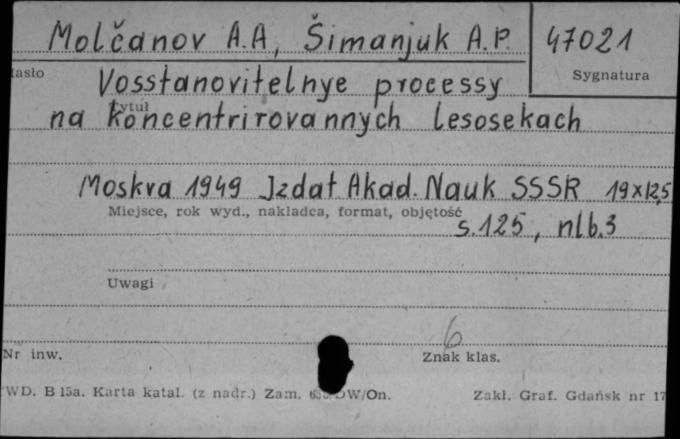 Molčanov A.A, Šimanjuk A.P. 47021
Hasło Sygnatura
Vosstanovitelnye processy
Tytuł
na koncentrirovannych lesosekach
Moskva 1949 Izdat Akad. Nauk SSSR 19x12,5
Miejsce, rok wyd., nakładca, format, objętość
s.125, nlb.3
Uwagi
6
Nr inw. Znak klas.
WD. B 15a. Karta katal. (z nadr.) Zam. DW/On. Zakł. Graf. Gdańsk nr 17